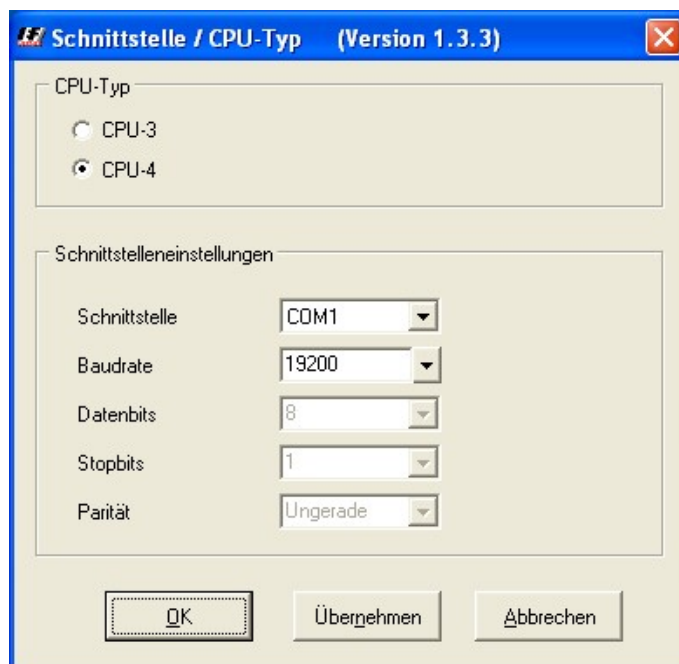 Schnittstelle / CPU-Typ (Version 1.3.3)
CPU-Typ
CPU-3
CPU-4
Schnittstelleneinstellungen
Schnittstelle COM1
Baudrate 19200
Datenbits 8
Stopbits 1
Parität Ungerade
OK Übernehmen Abbrechen